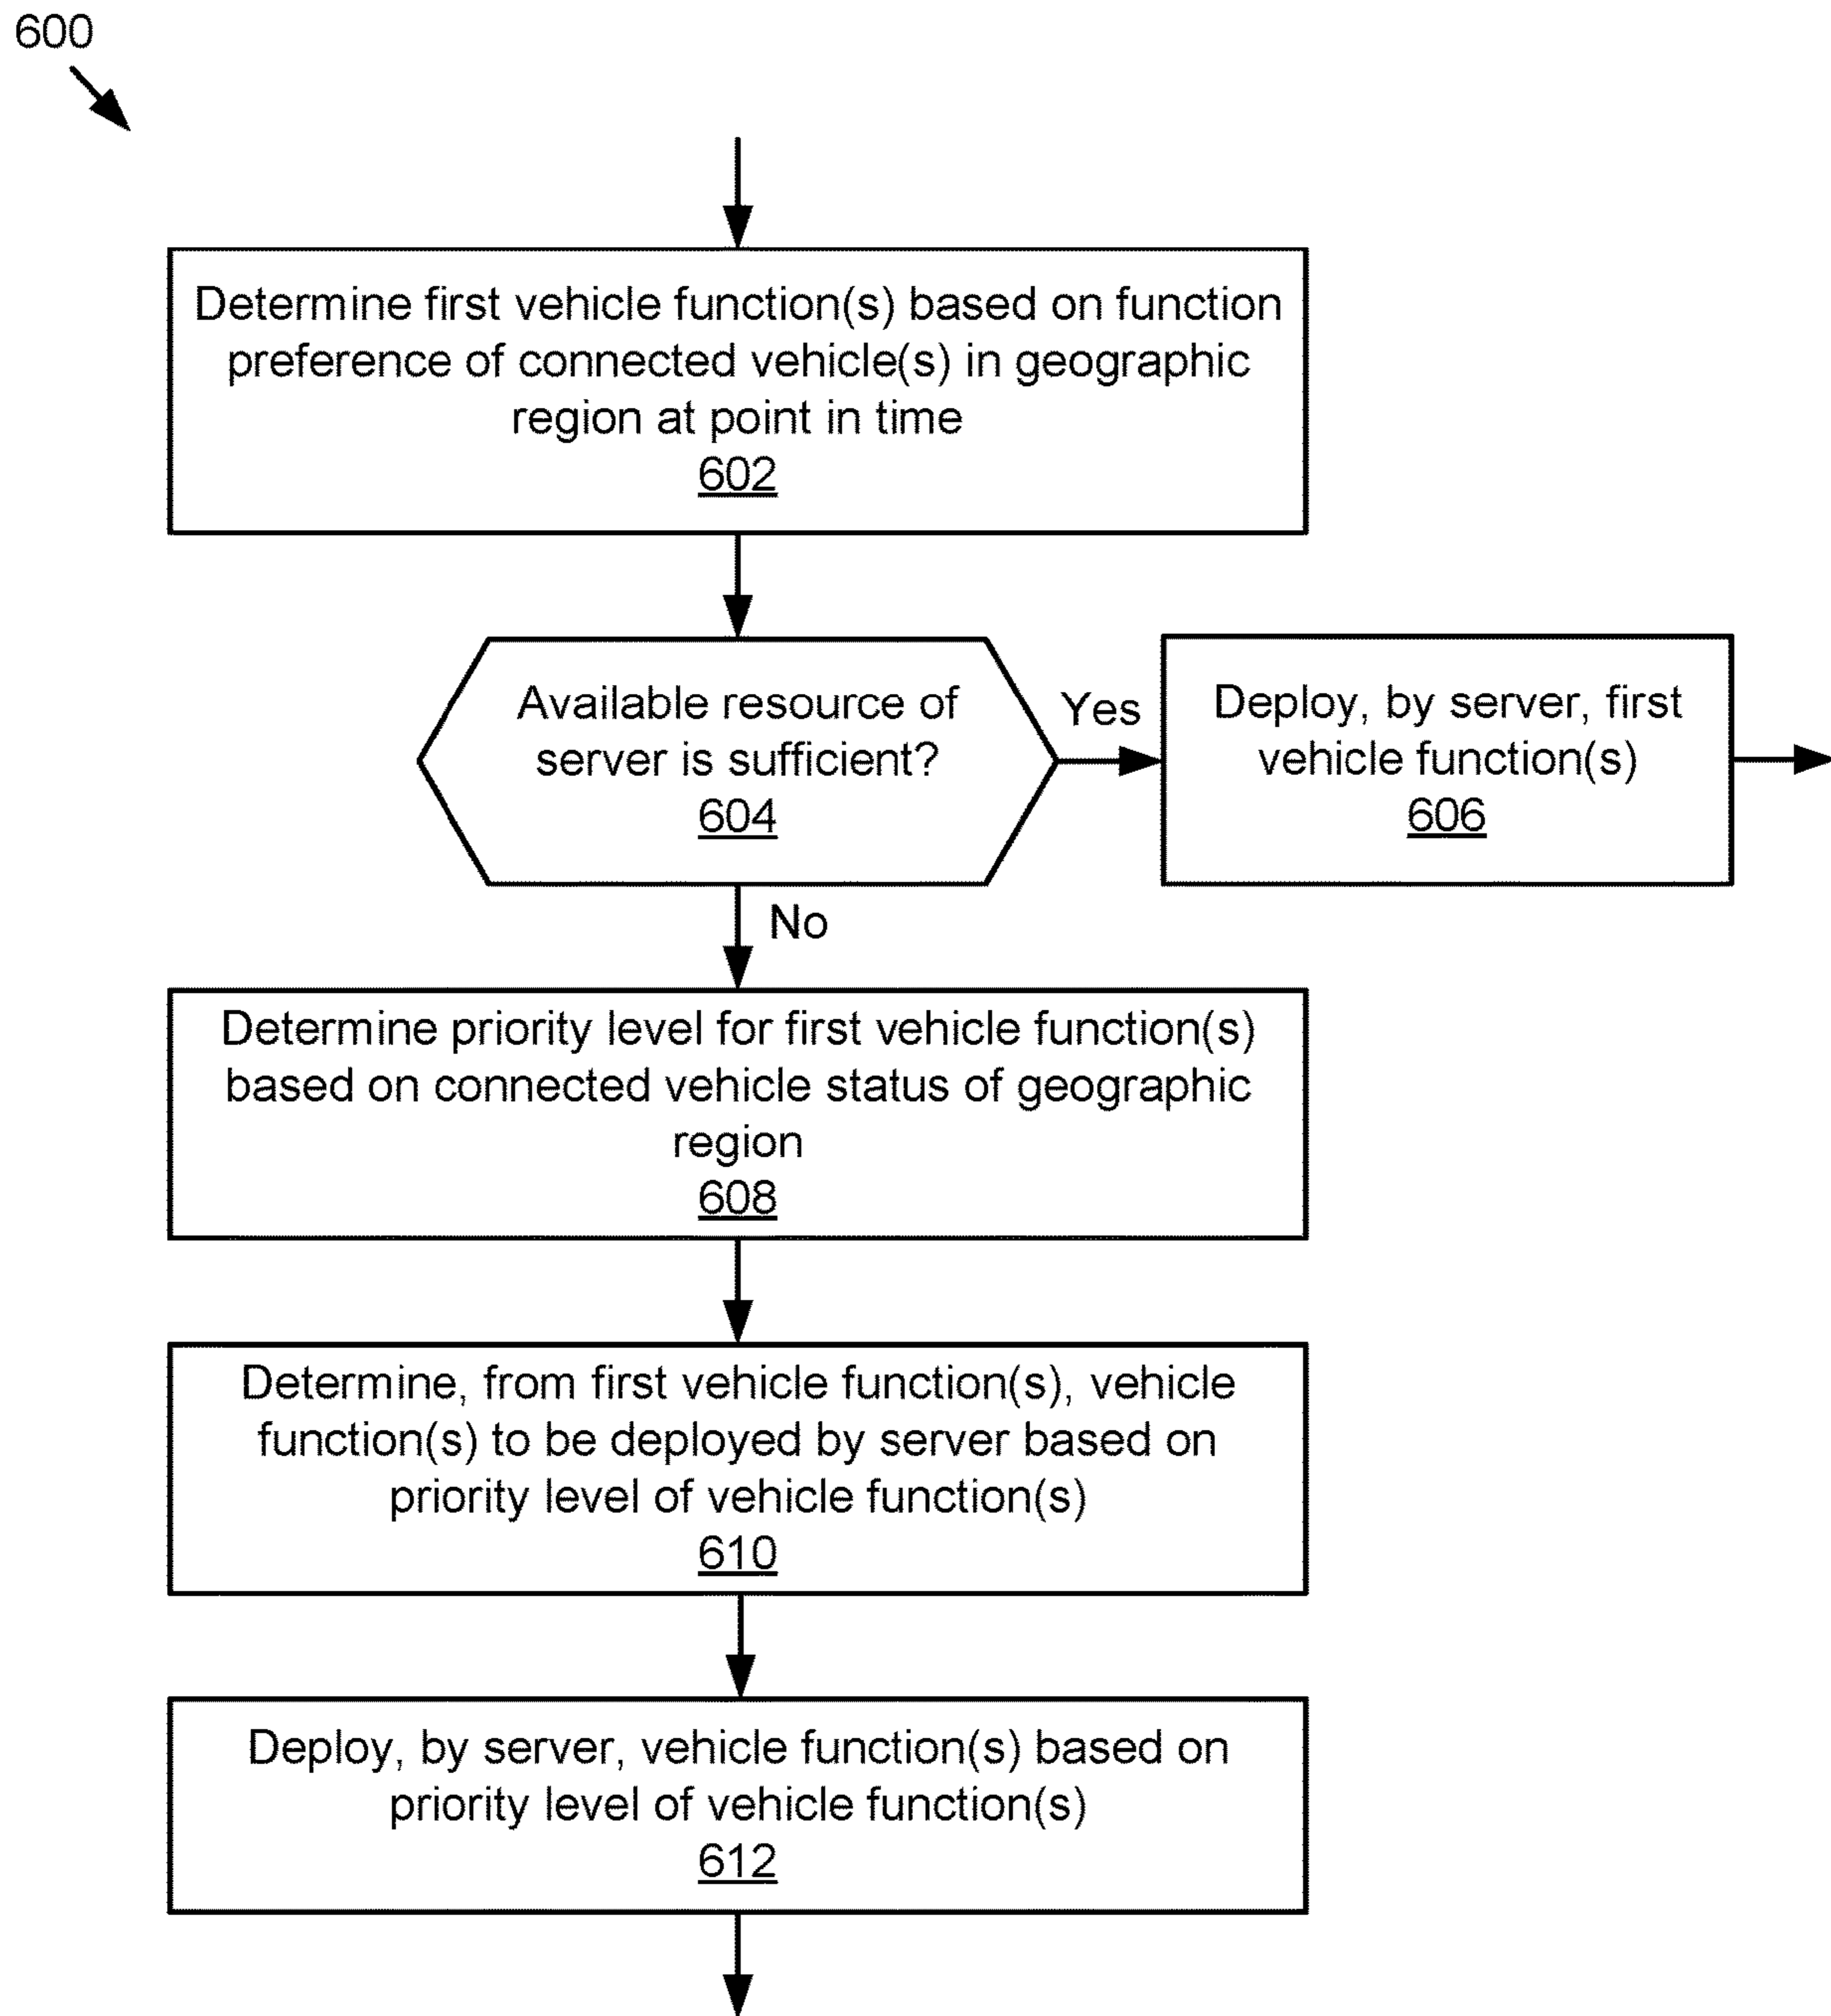 600
Determine first vehicle function(s) based on function
preference of connected vehicle(s) in geographic
region at point in time
602
Available resource of
server is sufficient?
604
Yes
Deploy, by server, first
vehicle function(s)
606
No
Determine priority level for first vehicle function(s)
based on connected vehicle status of geographic
region
608
Determine, from first vehicle function(s), vehicle
function(s) to be deployed by server based on
priority level of vehicle function(s)
610
Deploy, by server, vehicle function(s) based on
priority level of vehicle function(s)
612